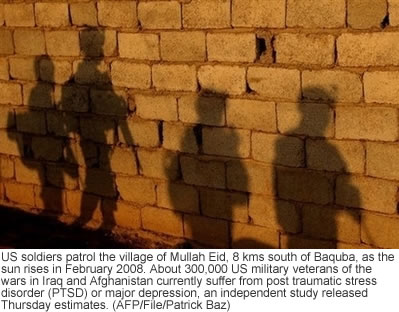 US soldiers patrol the village of Mullah Eid, 8 kms south of Baquba, as the
sun rises in February 2008. About 300,000 US military veterans of the
wars in Iraq and Afghanistan currently suffer from post traumatic stress
disorder (PTSD) or major depression, an independent study released
Thursday estimates. (AFP/File/Patrick Baz)